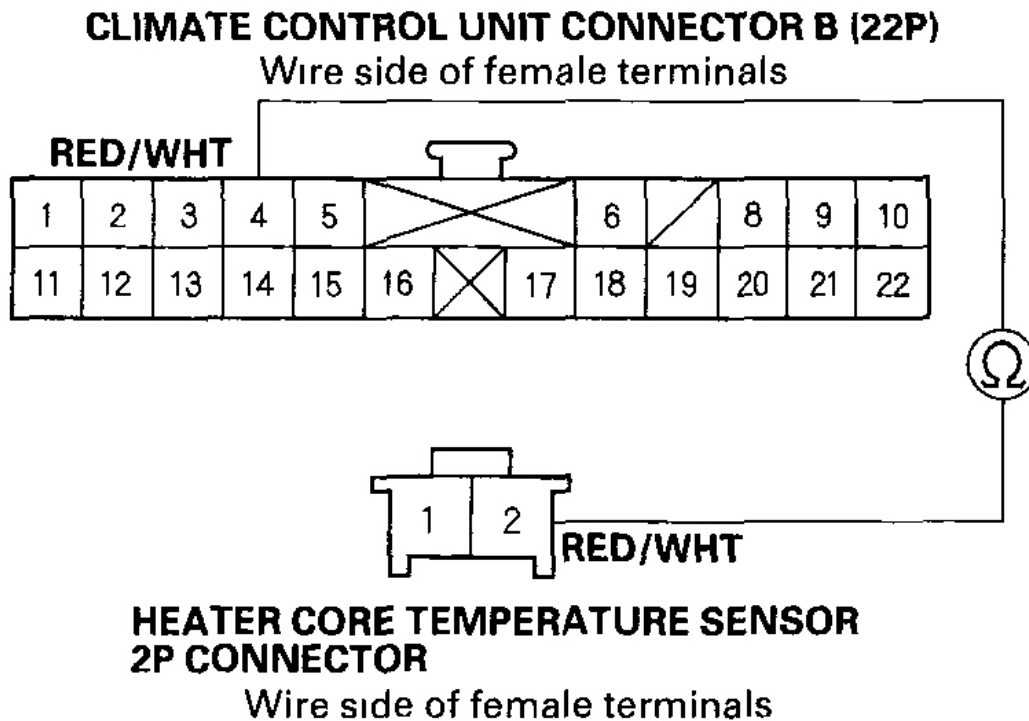 CLIMATE CONTROL UNIT CONNECTOR B (22P)
Wire side of female terminals
RED/WHT
1 2 3 4 5 6 8 9 10
11 12 13 14 15 16 17 18 19 20 21 22
Ω
1 2
RED/WHT
HEATER CORE TEMPERATURE SENSOR
2P CONNECTOR
Wire side of female terminals